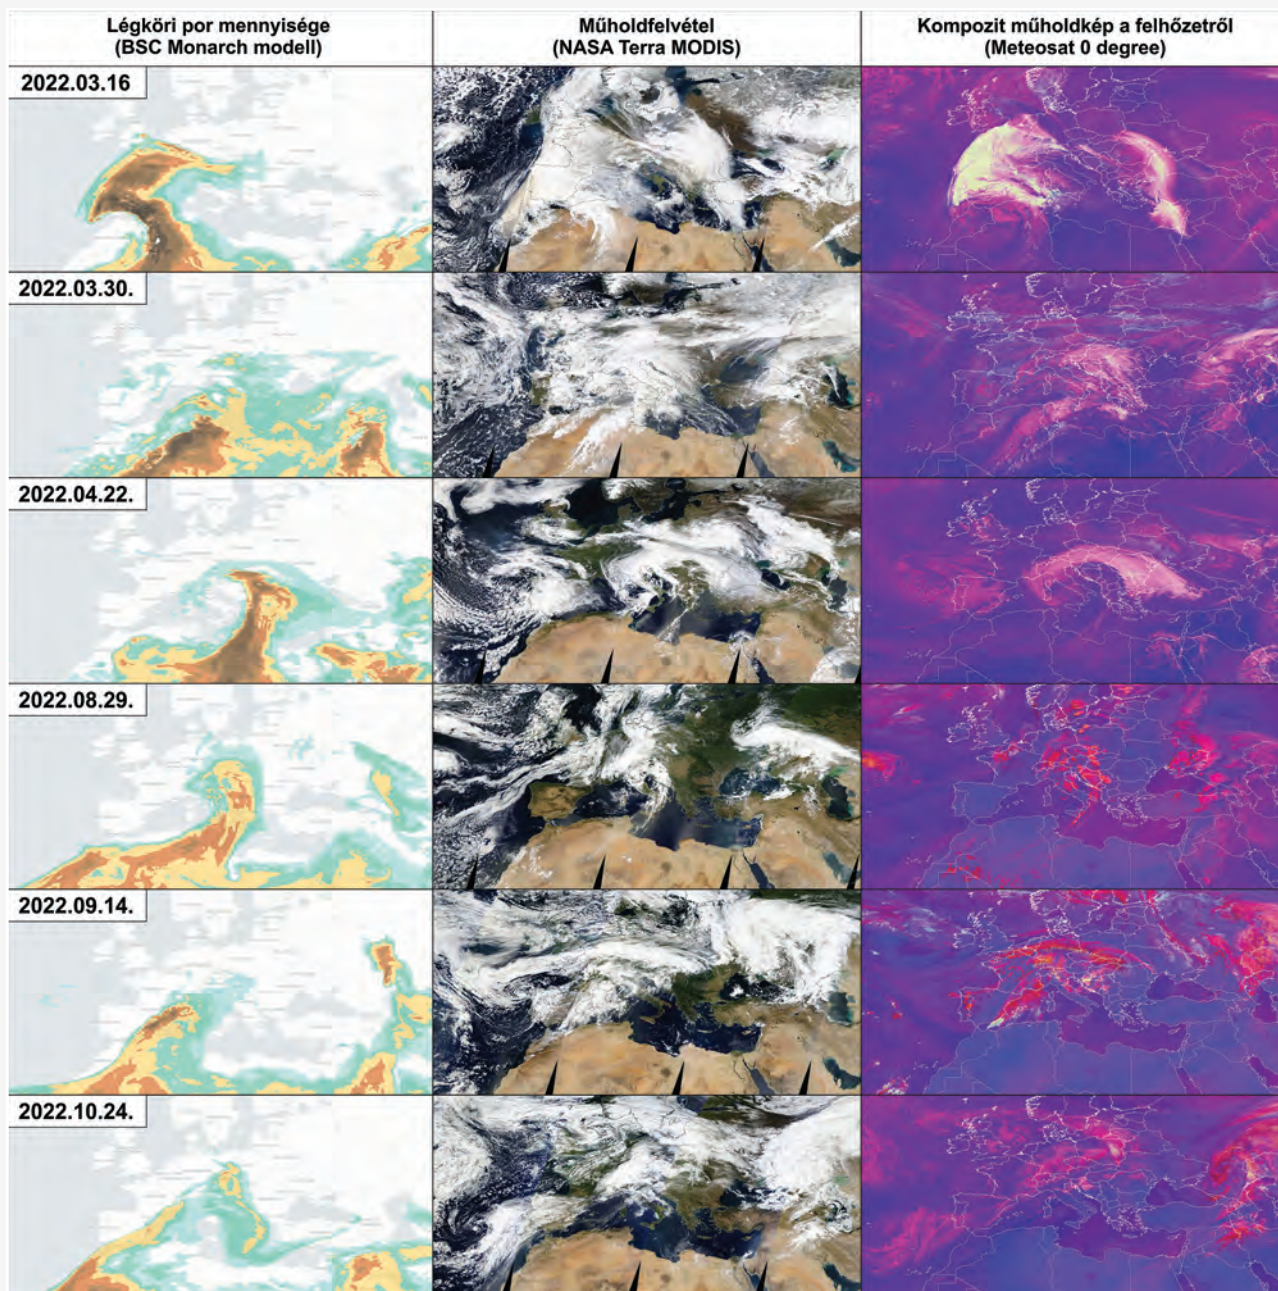 Légköri por mennyisége
(BSC Monarch modell)
Műholdfelvétel
(NASA Terra MODIS)
Kompozit műholdkép a felhőzetről
(Meteosat 0 degree)
2022.03.16
2022.03.30.
2022.04.22.
2022.08.29.
2022.09.14.
2022.10.24.